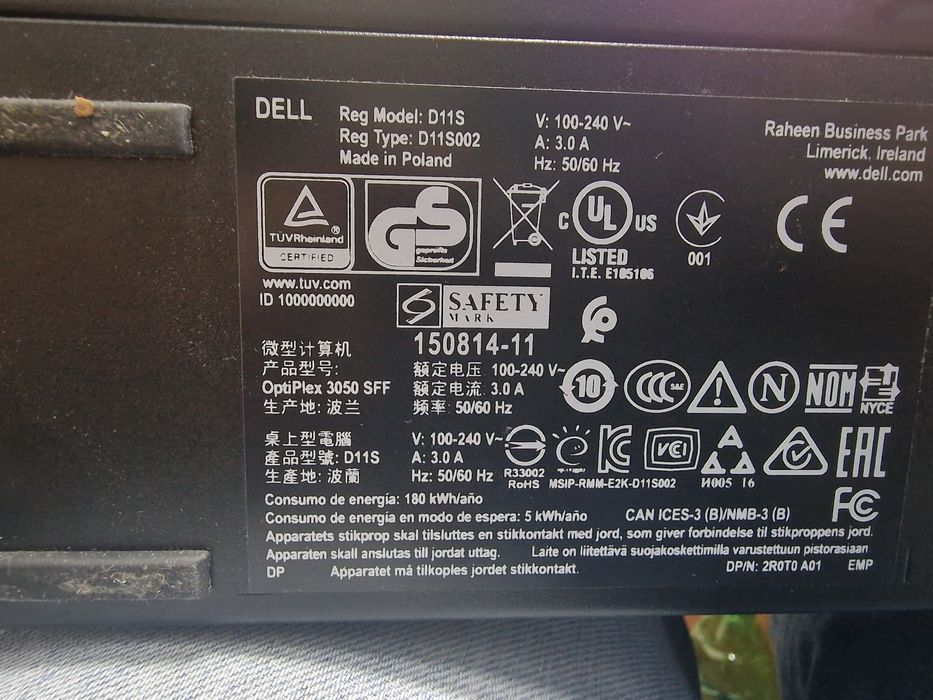 DELL
Reg Model: D11S
Reg Type: D11S002
Made in Poland
V: 100-240 V~
A: 3.0 A
Hz: 50/60 Hz
Raheen Business Park
Limerick, Ireland
www.dell.com
TÜVRheinland
®
CERTIFIED
GS
geprüfte
Sicherheit
c UL US
LISTED
I.T.E. E185106
001
CE
www.tuv.com
ID 1000000000
SAFETY
MARK
150814-11
微型计算机
产品型号:
OptiPlex 3050 SFF
生产地: 波兰
额定电压: 100-240 V~
额定电流: 3.0 A
频率: 50/60 Hz
10
CCC S&E
N
NOM
NYCE
桌上型電腦
產品型號: D11S
生產地: 波蘭
V: 100-240 V~
A: 3.0 A
Hz: 50/60 Hz
R33002
RoHS
MSIP-RMM-E2K-D11S002
VCI
И005 16
EAC
FC
Consumo de energía: 180 kWh/año
Consumo de energía en modo de espera: 5 kWh/año
CAN ICES-3 (B)/NMB-3 (B)
Apparatets stikprop skal tilsluttes en stikkontakt med jord, som giver forbindelse til stikproppens jord.
Apparaten skall anslutas till jordat uttag.
Laite on liitettävä suojakoskettimilla varustettuun pistorasiaan
DP
Apparatet må tilkoples jordet stikkontakt.
DP/N: 2R0T0 A01
EMP